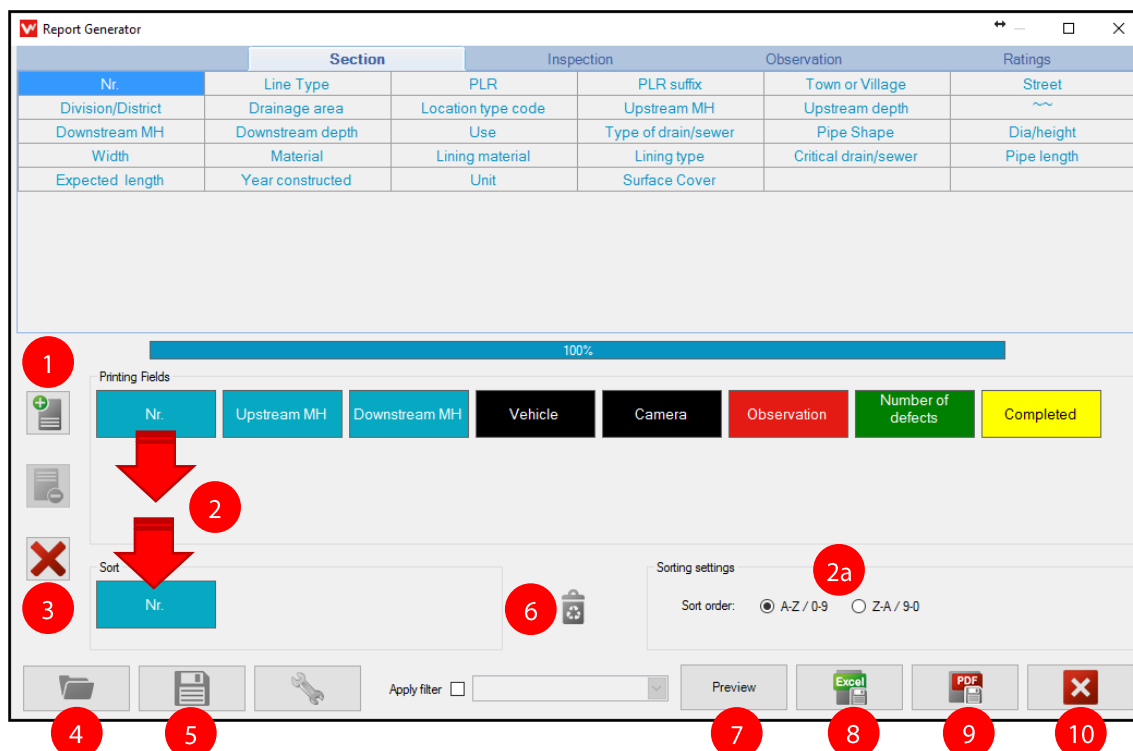 Report Generator
Section Inspection Observation Ratings
Nr. Line Type PLR PLR suffix Town or Village Street
Division/District Drainage area Location type code Upstream MH Upstream depth ~~
Downstream MH Downstream depth Use Type of drain/sewer Pipe Shape Dia/height
Width Material Lining material Lining type Critical drain/sewer Pipe length
Expected length Year constructed Unit Surface Cover
100%
1
Printing Fields
Nr. Upstream MH Downstream MH Vehicle Camera Observation Number of defects Completed
2
Sort
Sorting settings
2a
3
Nr.
6
Sort order: A-Z / 0-9 Z-A / 9-0
Apply filter
Preview
Excel
PDF
4 5 7 8 9 10